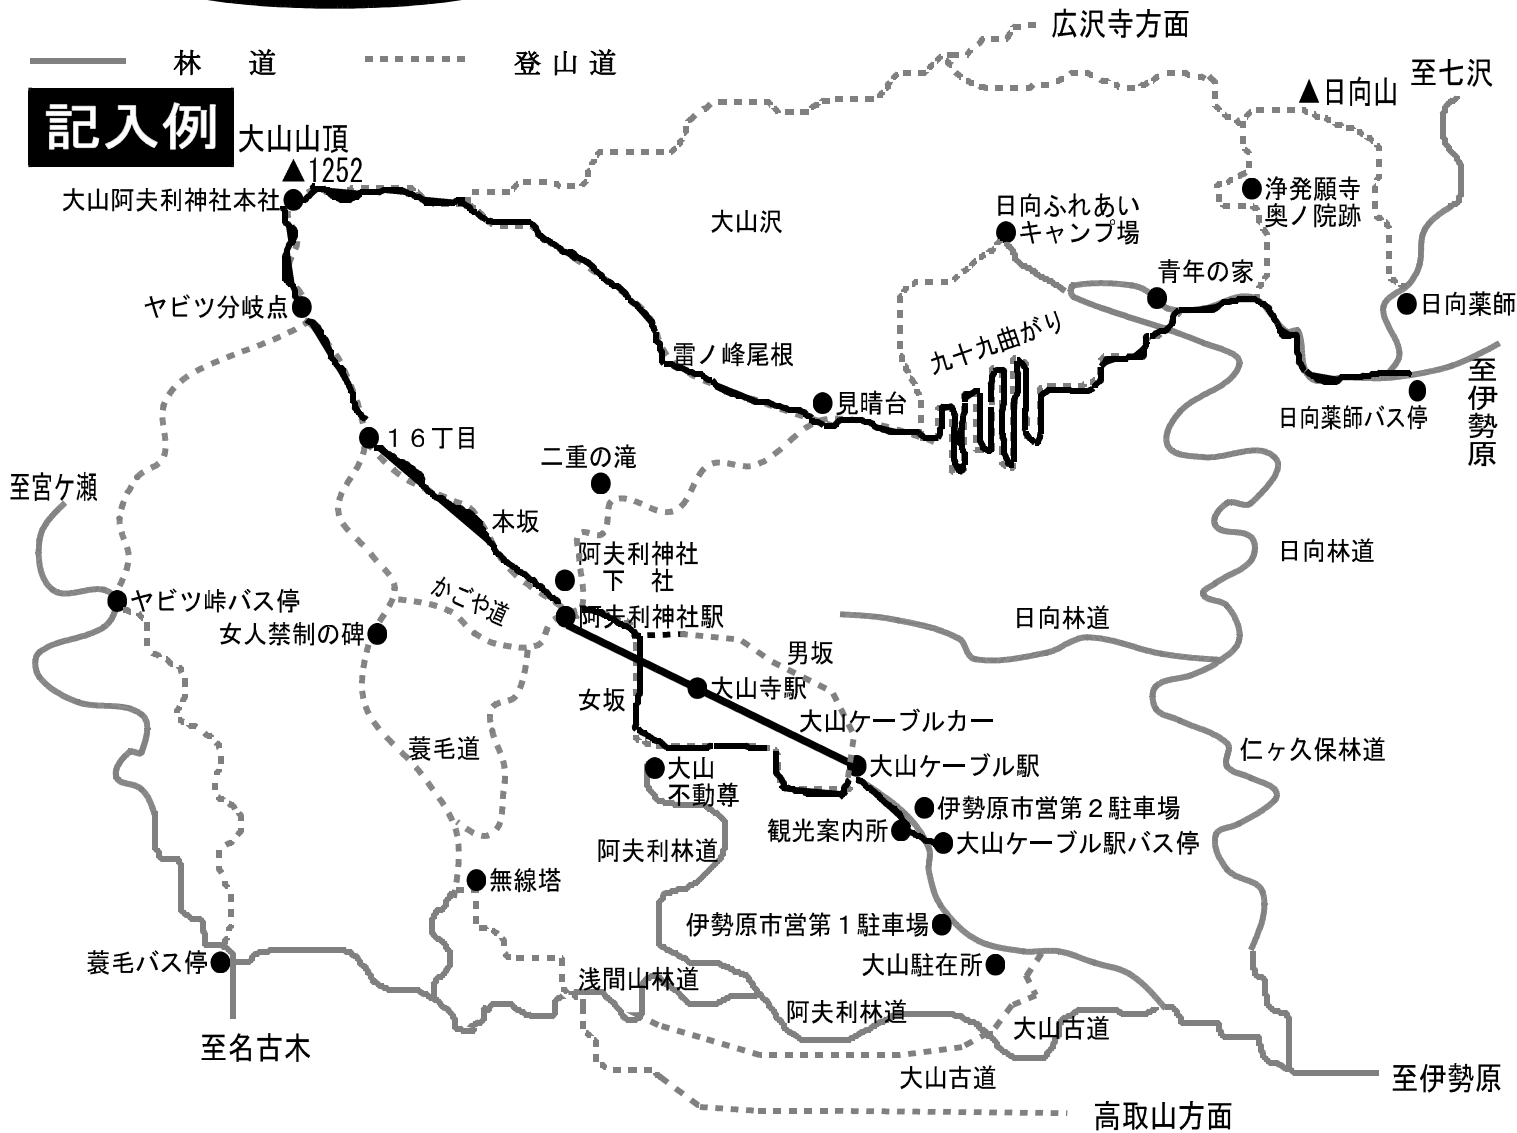 広沢寺方面
林　道
登山道
記入例
至七沢
▲日向山
大山山頂
▲1252
大山阿夫利神社本社
浄発願寺
奥ノ院跡
大山沢
日向ふれあい
キャンプ場
青年の家
ヤビツ分岐点
日向薬師
九十九曲がり
雷ノ峰尾根
見晴台
至伊勢原
日向薬師バス停
１６丁目
二重の滝
至宮ケ瀬
本坂
阿夫利神社
下　社
日向林道
かごや道
ヤビツ峠バス停
阿夫利神社駅
日向林道
女人禁制の碑
男坂
女坂
大山寺駅
大山ケーブルカー
蓑毛道
仁ヶ久保林道
大山
不動尊
大山ケーブル駅
伊勢原市営第２駐車場
観光案内所
大山ケーブル駅バス停
阿夫利林道
無線塔
伊勢原市営第１駐車場
蓑毛バス停
大山駐在所
浅間山林道
阿夫利林道
大山古道
至名古木
大山古道
至伊勢原
高取山方面